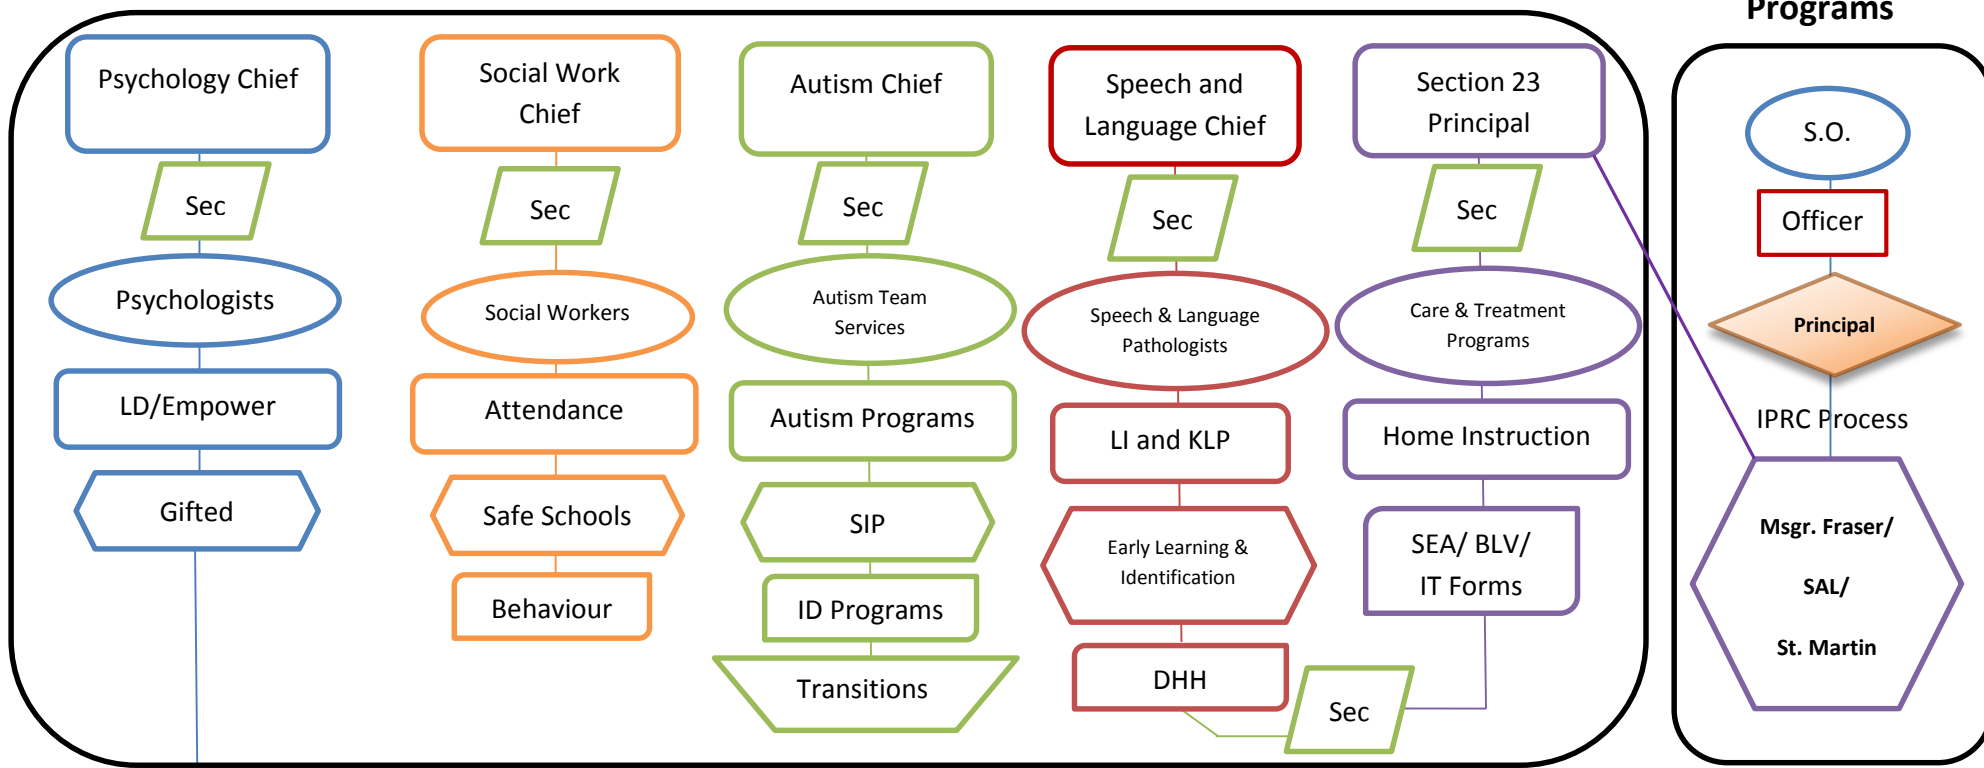 Programs
Psychology Chief
Sec
Psychologists
LD/Empower
Gifted
Social Work
Chief
Sec
Social Workers
Attendance
Safe Schools
Behaviour
Autism Chief
Sec
Autism Team
Services
Autism Programs
SIP
ID Programs
Transitions
Speech and
Language Chief
Sec
Speech & Language
Pathologists
LI and KLP
Early Learning &
Identification
DHH
Section 23
Principal
Sec
Care & Treatment
Programs
Home Instruction
SEA/ BLV/
IT Forms
Sec
S.O.
Officer
Principal
IPRC Process
Msgr. Fraser/
SAL/
St. Martin